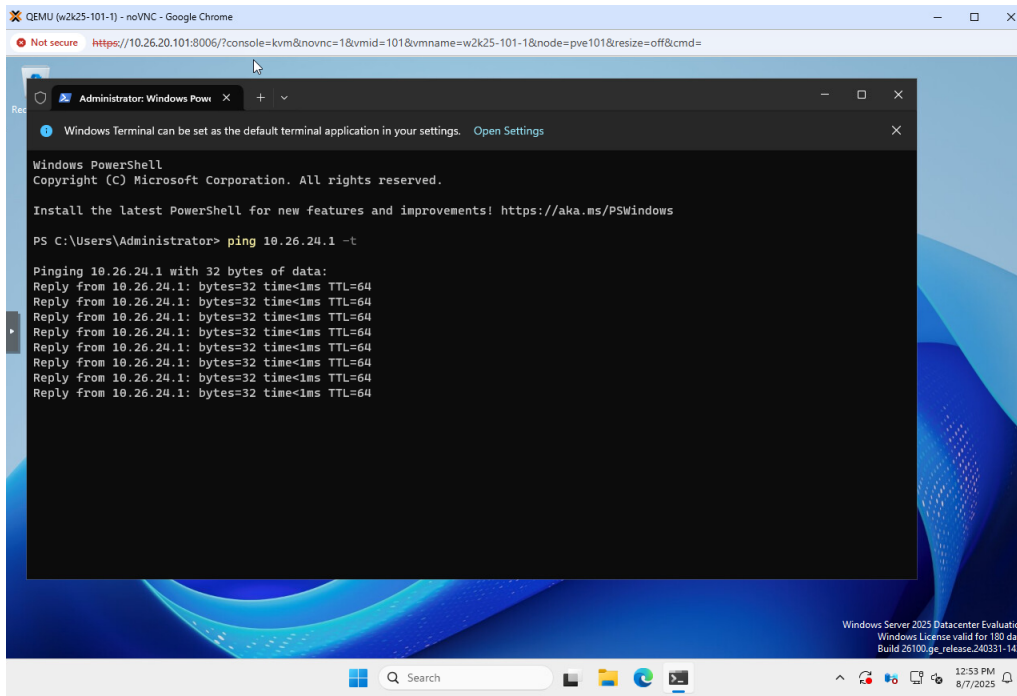 QEMU (w2k25-101-1) - noVNC - Google Chrome
Not secure https://10.26.20.101:8006/?console=kvm&novnc=1&vmid=101&vmname=w2k25-101-1&node=pve101&resize=off&cmd=
Administrator: Windows Powe
Windows Terminal can be set as the default terminal application in your settings. Open Settings
Windows PowerShell
Copyright (C) Microsoft Corporation. All rights reserved.
Install the latest PowerShell for new features and improvements! https://aka.ms/PSWindows
PS C:\Users\Administrator> ping 10.26.24.1 -t
Pinging 10.26.24.1 with 32 bytes of data:
Reply from 10.26.24.1: bytes=32 time<1ms TTL=64
Reply from 10.26.24.1: bytes=32 time<1ms TTL=64
Reply from 10.26.24.1: bytes=32 time<1ms TTL=64
Reply from 10.26.24.1: bytes=32 time<1ms TTL=64
Reply from 10.26.24.1: bytes=32 time<1ms TTL=64
Reply from 10.26.24.1: bytes=32 time<1ms TTL=64
Reply from 10.26.24.1: bytes=32 time<1ms TTL=64
Reply from 10.26.24.1: bytes=32 time<1ms TTL=64
Rec
Windows Server 2025 Datacenter Evaluatio
Windows License valid for 180 da
Build 26100.ge_release.240331-14
Search
12:53 PM
8/7/2025